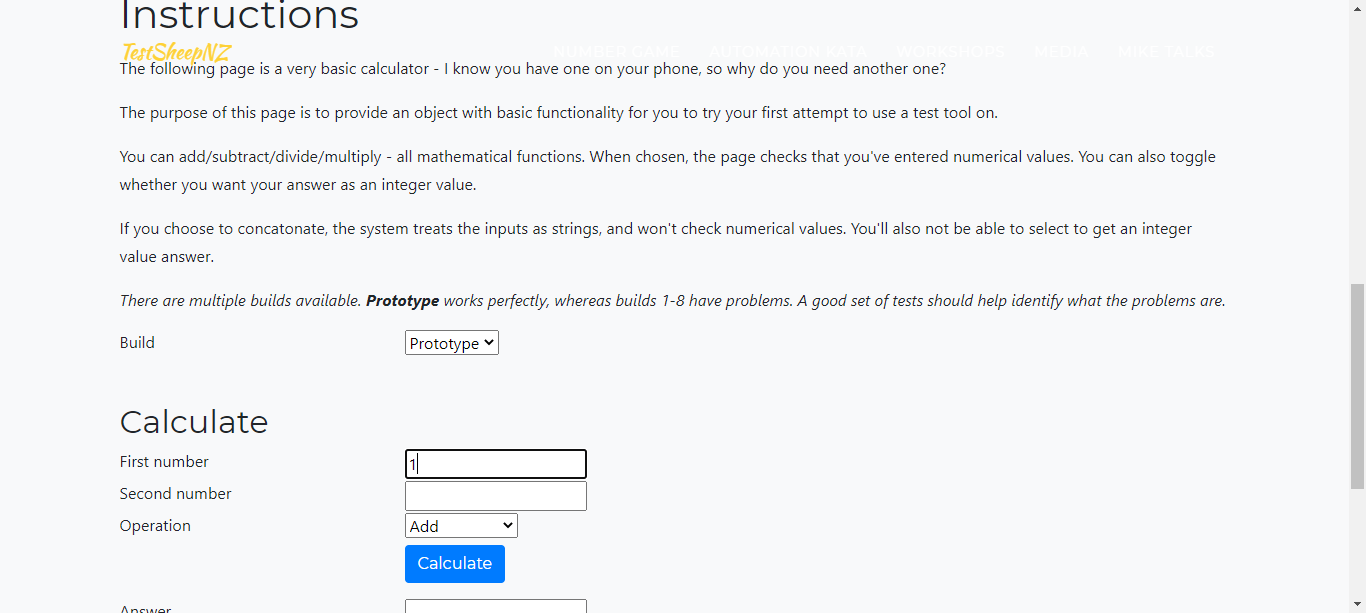 Instructions
TestSheepNZ
NUMBER GAME AUTOMATION KATA WORKSHOPS MEDIA MIKE TALKS
The following page is a very basic calculator - I know you have one on your phone, so why do you need another one?
The purpose of this page is to provide an object with basic functionality for you to try your first attempt to use a test tool on.
You can add/subtract/divide/multiply - all mathematical functions. When chosen, the page checks that you've entered numerical values. You can also toggle
whether you want your answer as an integer value.
If you choose to concatonate, the system treats the inputs as strings, and won't check numerical values. You'll also not be able to select to get an integer
value answer.
There are multiple builds available. Prototype works perfectly, whereas builds 1-8 have problems. A good set of tests should help identify what the problems are.
Build Prototype
Calculate
First number 1
Second number
Operation Add
Calculate
Answer